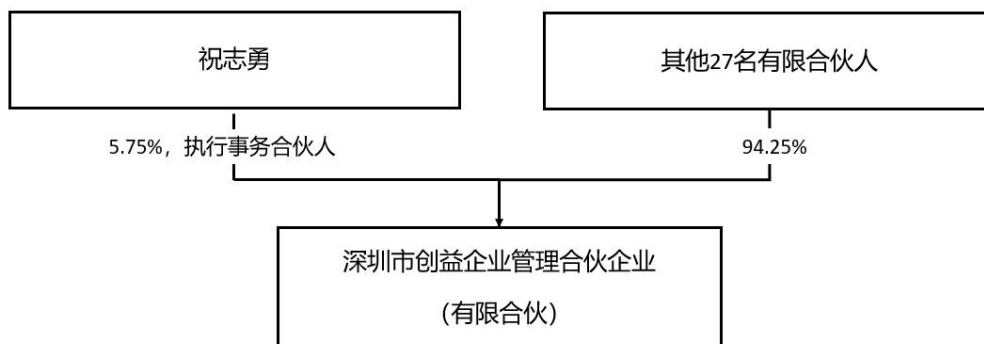 祝志勇
其他27名有限合伙人
5.75%，执行事务合伙人
94.25%
深圳市创益企业管理合伙企业
（有限合伙）